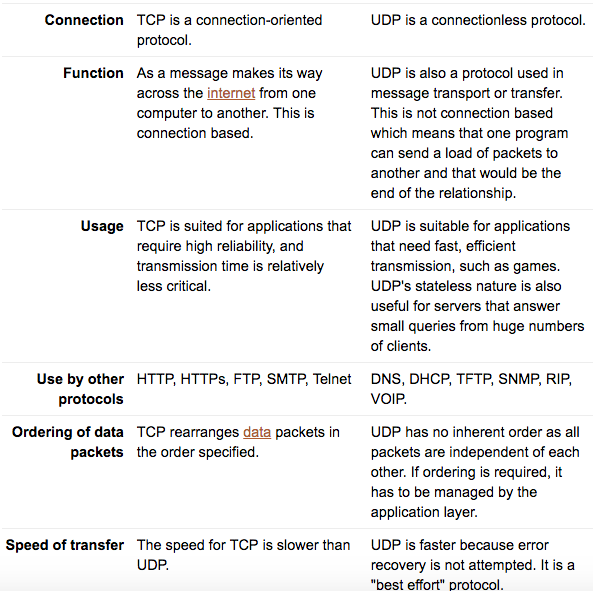 Connection
TCP is a connection-oriented
protocol.
UDP is a connectionless protocol.
Function
As a message makes its way
across the internet from one
computer to another. This is
connection based.
UDP is also a protocol used in
message transport or transfer.
This is not connection based
which means that one program
can send a load of packets to
another and that would be the
end of the relationship.
Usage
TCP is suited for applications that
require high reliability, and
transmission time is relatively
less critical.
UDP is suitable for applications
that need fast, efficient
transmission, such as games.
UDP's stateless nature is also
useful for servers that answer
small queries from huge numbers
of clients.
Use by other
protocols
HTTP, HTTPs, FTP, SMTP, Telnet
DNS, DHCP, TFTP, SNMP, RIP,
VOIP.
Ordering of data
packets
TCP rearranges data packets in
the order specified.
UDP has no inherent order as all
packets are independent of each
other. If ordering is required, it
has to be managed by the
application layer.
Speed of transfer
The speed for TCP is slower than
UDP.
UDP is faster because error
recovery is not attempted. It is a
"best effort" protocol.